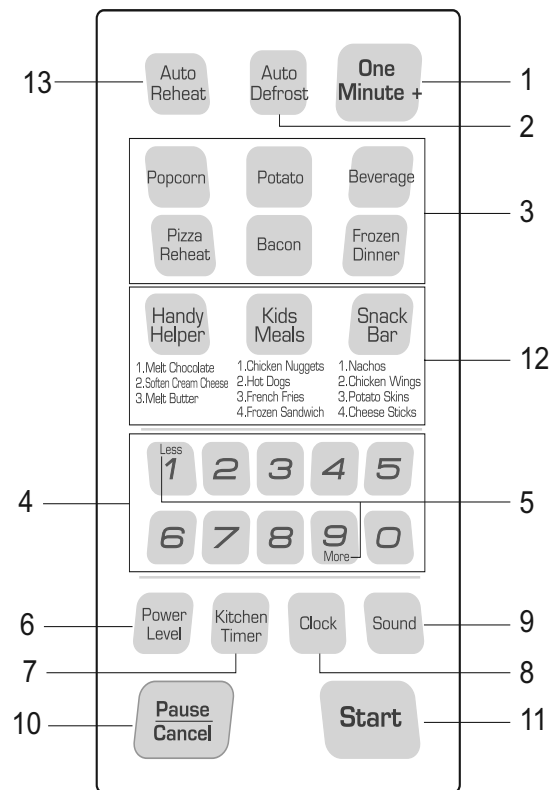 13
Auto
Reheat
Auto
Defrost
One
Minute +
1
2
Popcorn
Potato
Beverage
3
Pizza
Reheat
Bacon
Frozen
Dinner
Handy
Helper
Kids
Meals
Snack
Bar
12
1.Melt Chocolate
2.Soften Cream Cheese
3.Melt Butter
1.Chicken Nuggets
2.Hot Dogs
3.French Fries
4.Frozen Sandwich
1.Nachos
2.Chicken Wings
3.Potato Skins
4.Cheese Sticks
4
Less
1
2
3
4
5
5
6
7
8
9
More
0
6
Power
Level
Kitchen
Timer
Clock
Sound
9
7
8
10
Pause
Cancel
Start
11